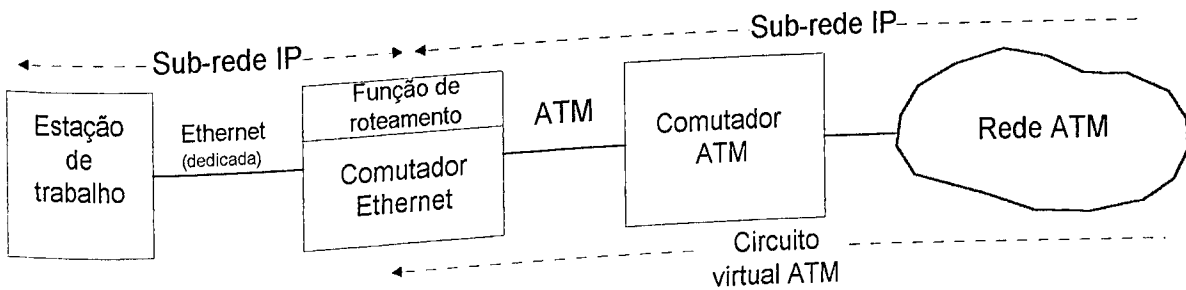 Sub-rede IP
Sub-rede IP
Estação
de
trabalho
Ethernet
(dedicada)
Função de
roteamento
Comutador
Ethernet
ATM
Comutador
ATM
Rede ATM
Circuito
virtual ATM